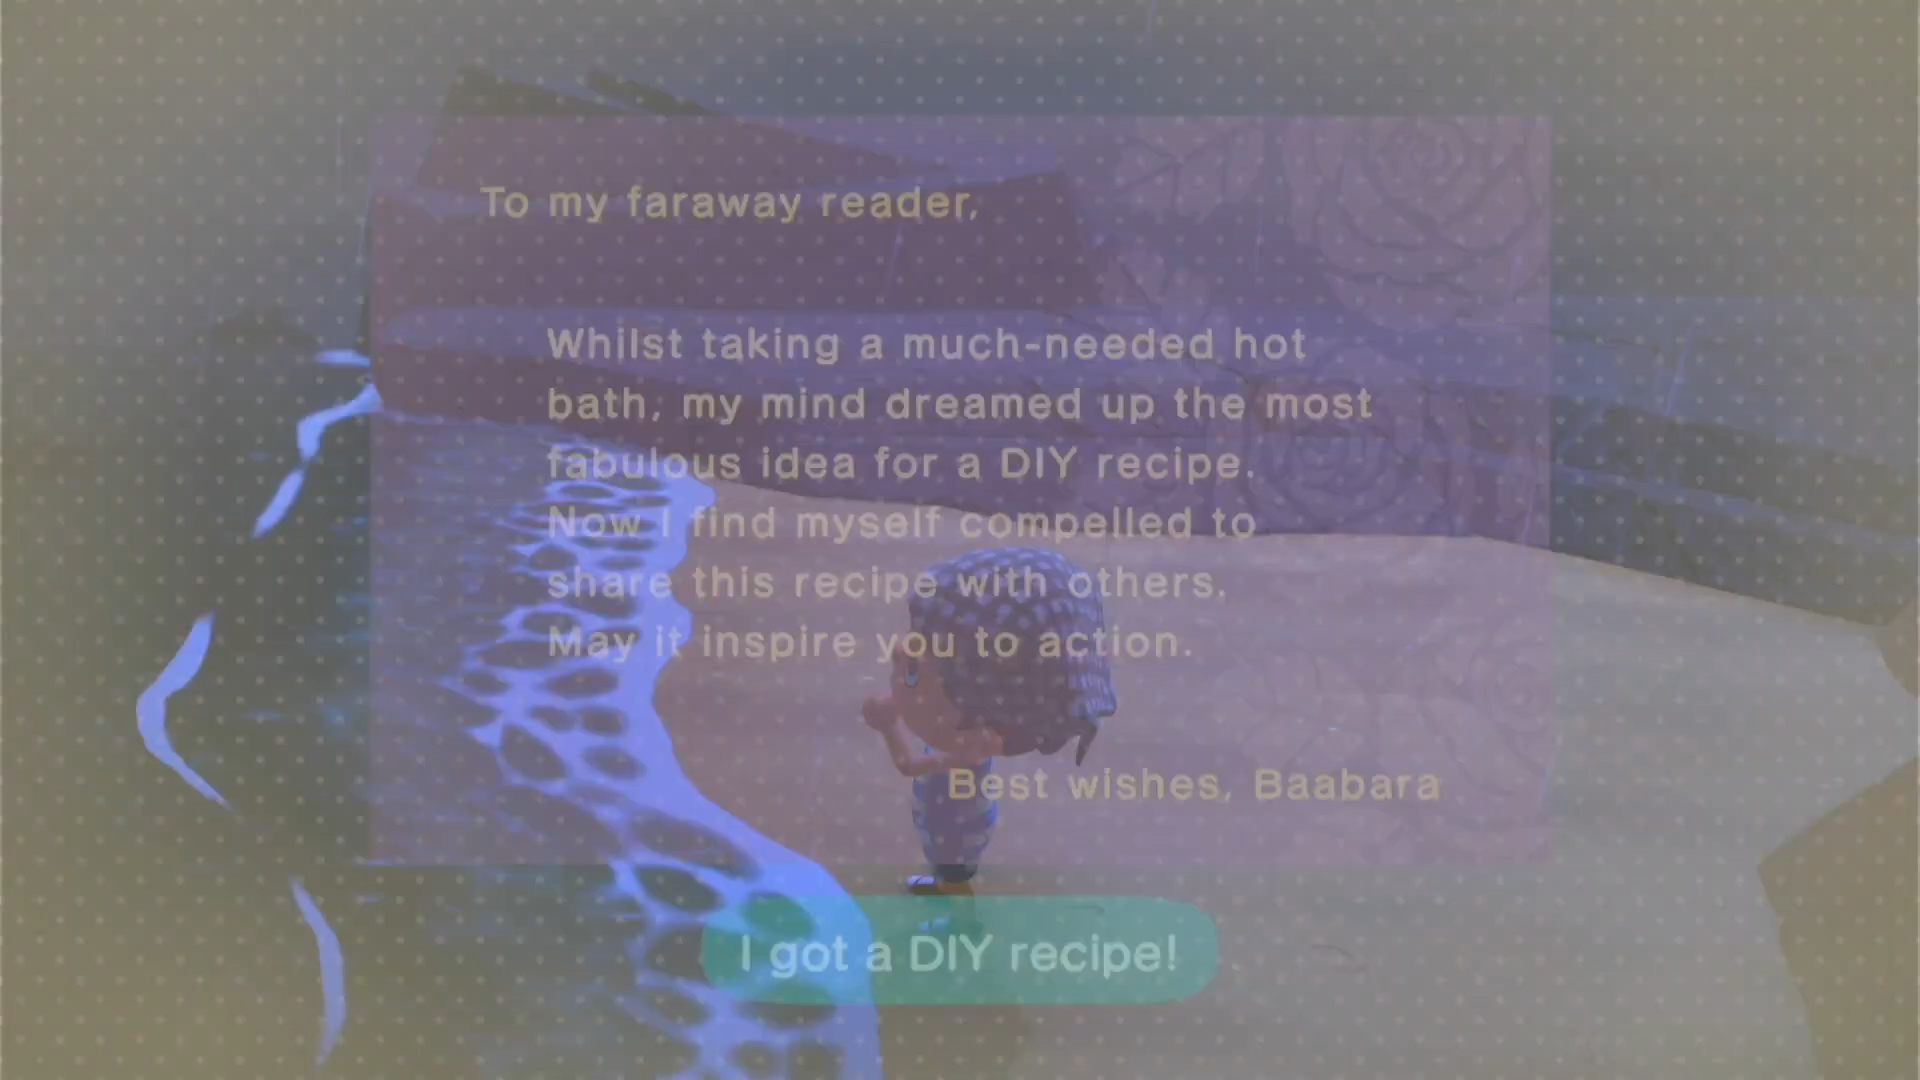 To my faraway reader,
Whilst taking a much-needed hot
bath, my mind dreamed up the most
fabulous idea for a DIY recipe.
Now I find myself compelled to
share this recipe with others.
May it inspire you to action.
Best wishes, Baabara
I got a DIY recipe!